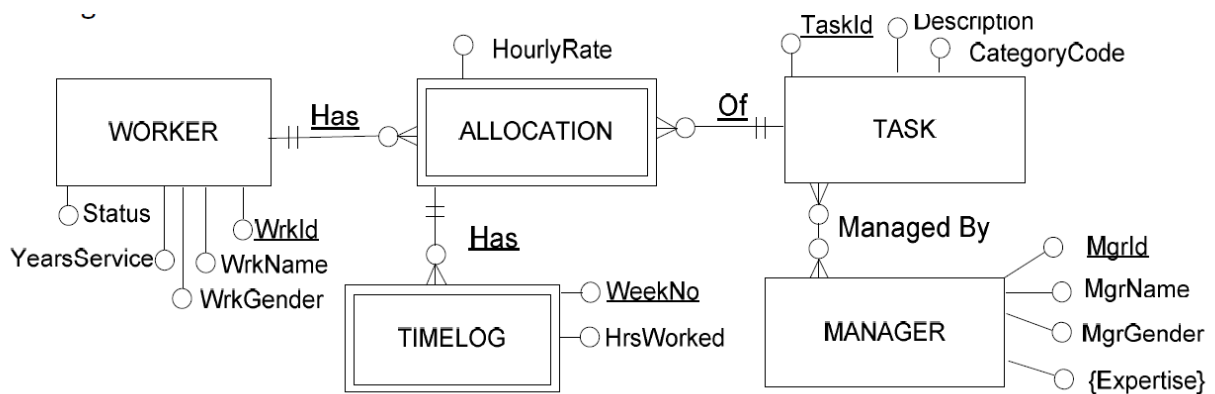 TaskId
Description
CategoryCode
HourlyRate
WORKER
Has
ALLOCATION
Of
TASK
Status
WrkId
YearsService
WrkName
WrkGender
Has
Managed By
TIMELOG
WeekNo
HrsWorked
MANAGER
MgrId
MgrName
MgrGender
{Expertise}